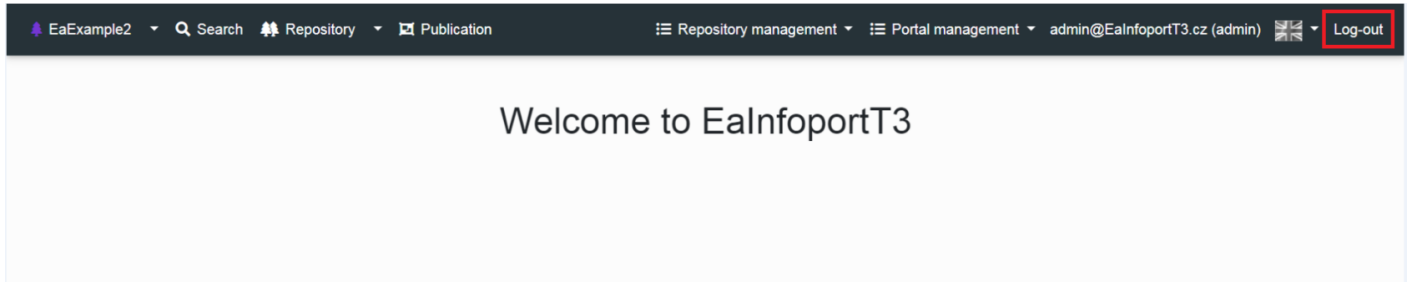 EaExample2 Search Repository Publication Repository management Portal management admin@EaInfoportT3.cz (admin) Log-out
Welcome to EaInfoportT3